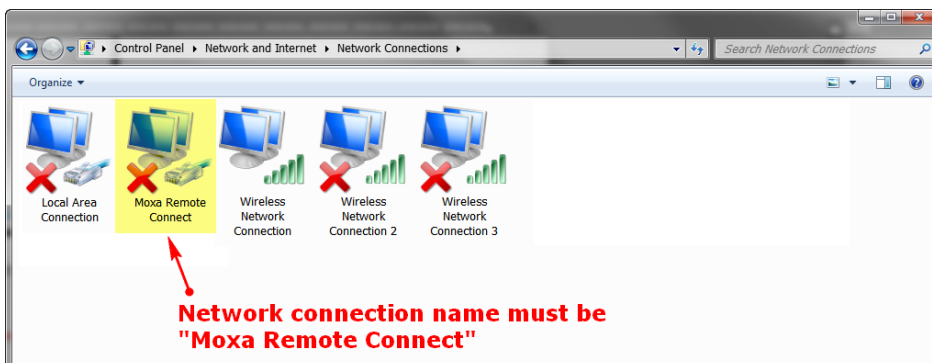 Control Panel ▸ Network and Internet ▸ Network Connections ▸
Search Network Connections
Organize
Local Area
Connection
Moxa Remote
Connect
Wireless
Network
Connection
Wireless
Network
Connection 2
Wireless
Network
Connection 3
Network connection name must be
"Moxa Remote Connect"